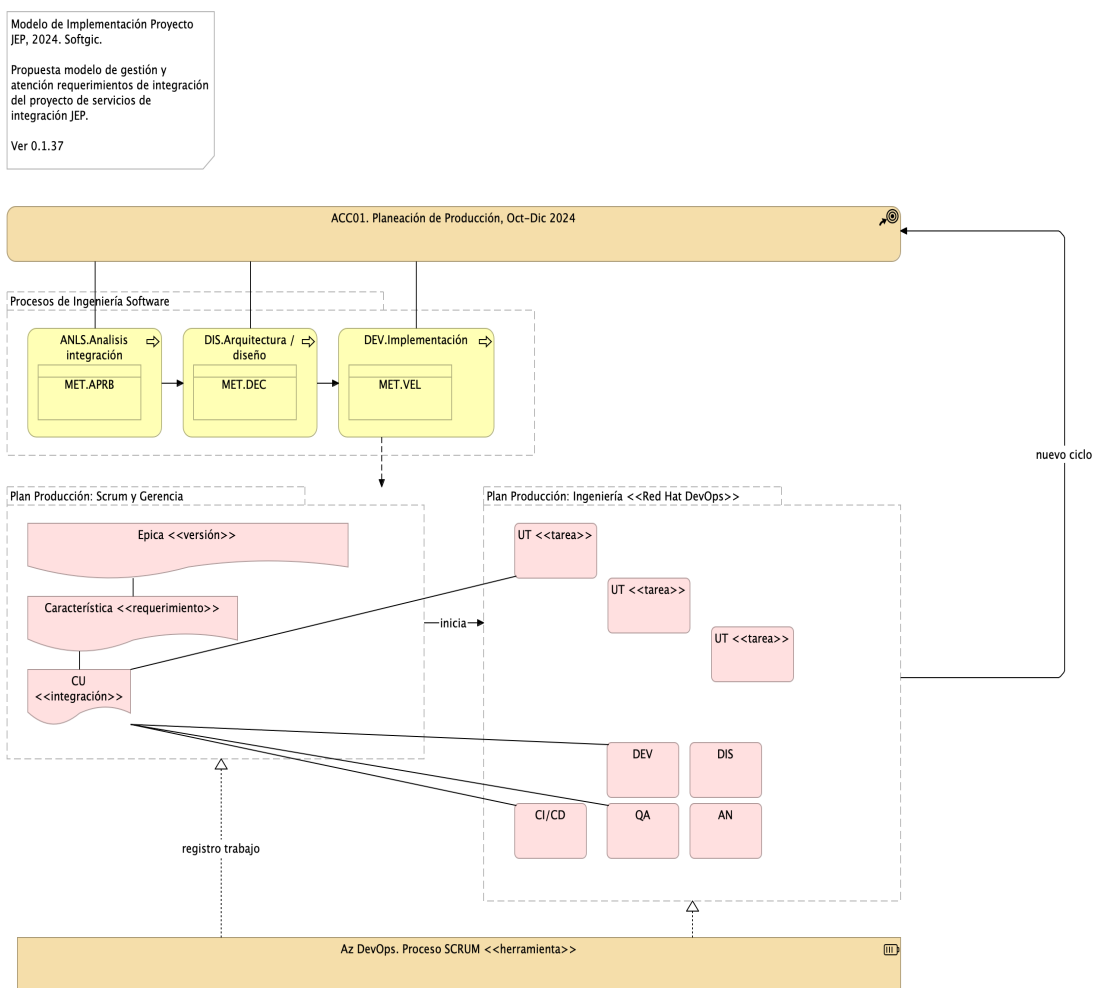 Modelo de Implementación Proyecto
JEP, 2024. Softgic.
Propuesta modelo de gestión y
atención requerimientos de integración
del proyecto de servicios de
integración JEP.
Ver 0.1.37
ACC01. Planeación de Producción, Oct-Dic 2024
Procesos de Ingeniería Software
ANLS.Analisis
integración
MET.APRB
DIS.Arquitectura /
diseño
MET.DEC
DEV.Implementación
MET.VEL
nuevo ciclo
Plan Producción: Scrum y Gerencia
Epica <<versión>>
Característica <<requerimiento>>
CU
<<integración>>
inicia
Plan Producción: Ingeniería <<Red Hat DevOps>>
UT <<tarea>>
UT <<tarea>>
UT <<tarea>>
DEV
DIS
CI/CD
QA
AN
registro trabajo
Az DevOps. Proceso SCRUM <<herramienta>>